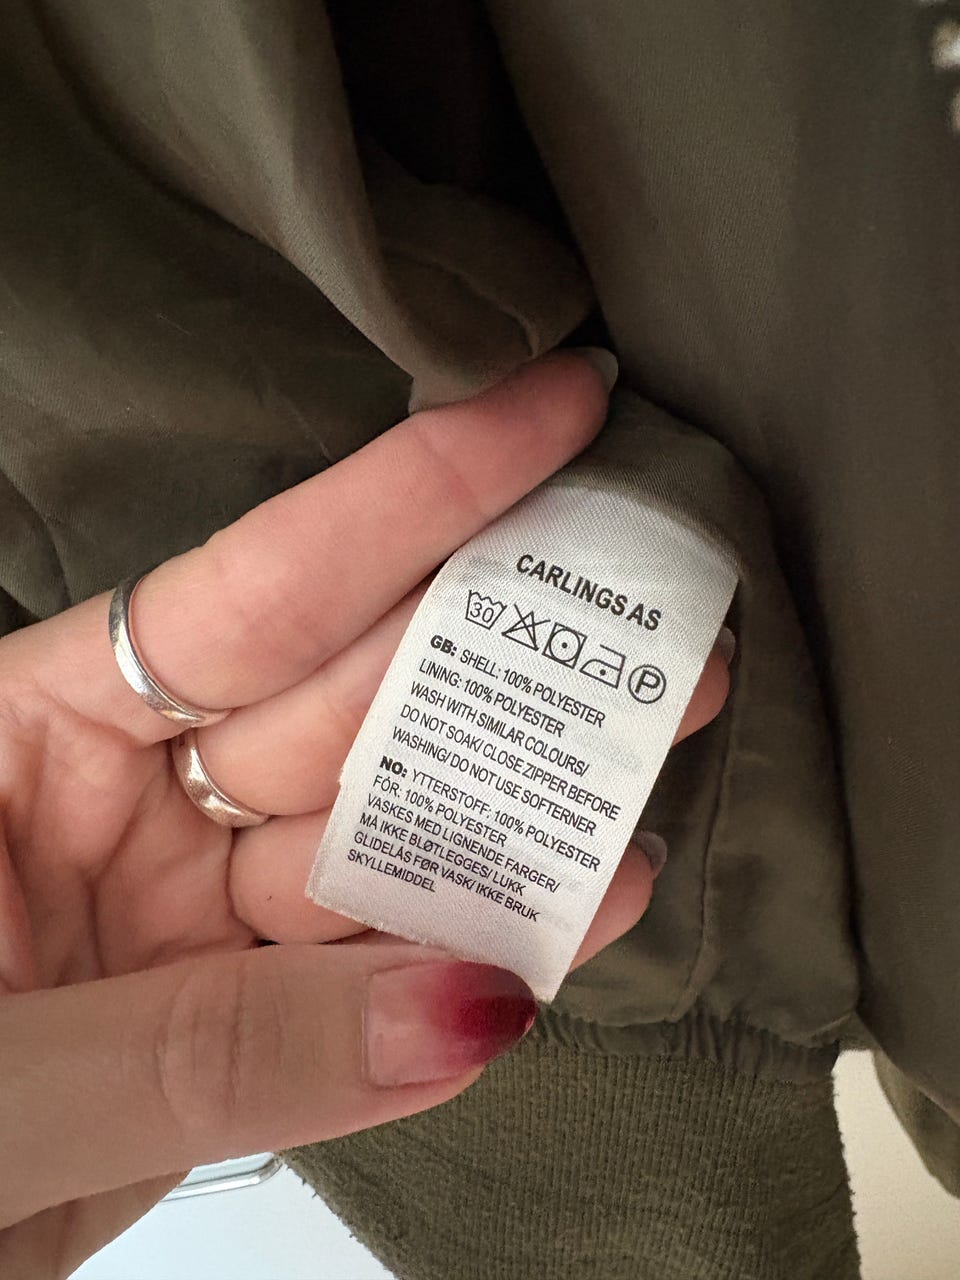 CARLINGS AS
30 P
GB: SHELL: 100% POLYESTER
LINING: 100% POLYESTER
WASH WITH SIMILAR COLOURS/
DO NOT SOAK/ CLOSE ZIPPER BEFORE
WASHING/ DO NOT USE SOFTERNER
NO: YTTERSTOFF: 100% POLYESTER
FÓR: 100% POLYESTER
VASKES MED LIGNENDE FARGER/
MÅ IKKE BLØTLEGGES/ LUKK
GLIDELÅS FØR VASK/ IKKE BRUK
SKYLLEMIDDEL